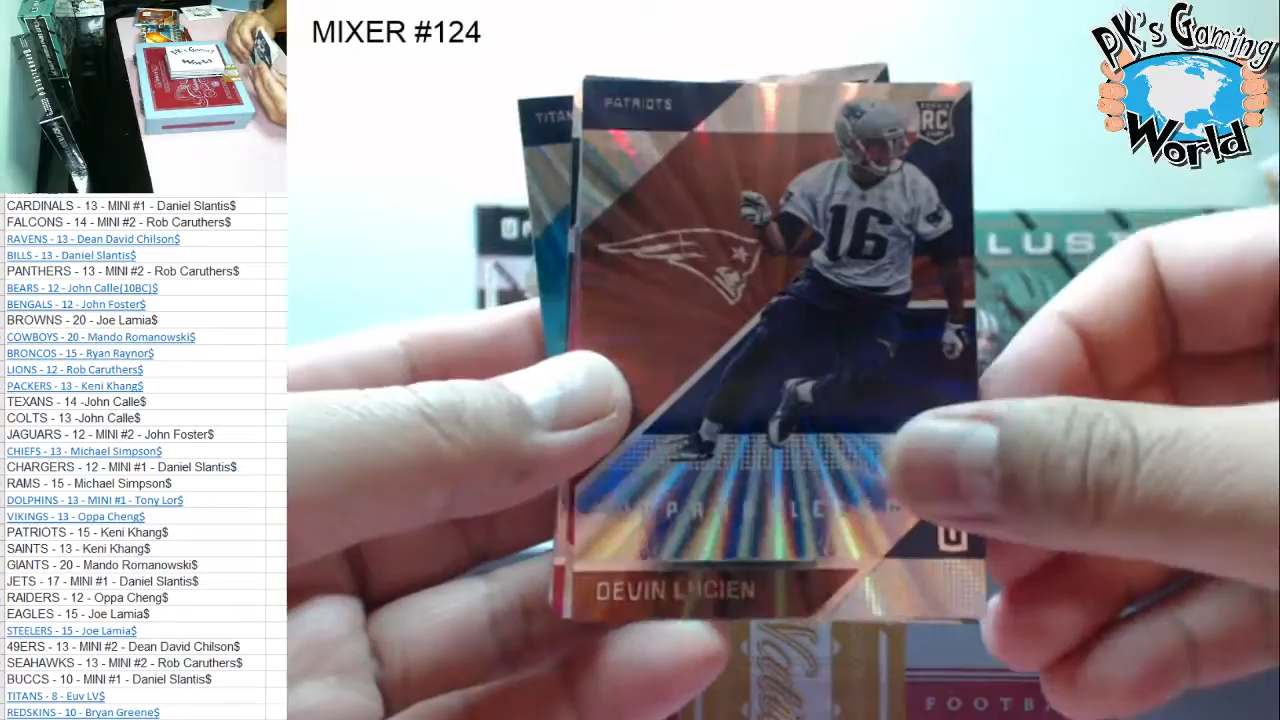 MIXER #124
PK's Gaming
World
CARDINALS - 13 - MINI #1 - Daniel Slantis$
FALCONS - 14 - MINI #2 - Rob Caruthers$
RAVENS - 13 - Dean David Chilson$
BILLS - 13 - Daniel Slantis$
PANTHERS - 13 - MINI #2 - Rob Caruthers$
BEARS - 12 - John Calle(10BC)$
BENGALS - 12 - John Foster$
BROWNS - 20 - Joe Lamia$
COWBOYS - 20 - Mando Romanowski$
BRONCOS - 15 - Ryan Raynor$
LIONS - 12 - Rob Caruthers$
PACKERS - 13 - Keni Khang$
TEXANS - 14 -John Calle$
COLTS - 13 -John Calle$
JAGUARS - 12 - MINI #2 - John Foster$
CHIEFS - 13 - Michael Simpson$
CHARGERS - 12 - MINI #1 - Daniel Slantis$
RAMS - 15 - Michael Simpson$
DOLPHINS - 13 - MINI #1 - Tony Lor$
VIKINGS - 13 - Oppa Cheng$
PATRIOTS - 15 - Keni Khang$
SAINTS - 13 - Keni Khang$
GIANTS - 20 - Mando Romanowski$
JETS - 17 - MINI #1 - Daniel Slantis$
RAIDERS - 12 - Oppa Cheng$
EAGLES - 15 - Joe Lamia$
STEELERS - 15 - Joe Lamia$
49ERS - 13 - MINI #2 - Dean David Chilson$
SEAHAWKS - 13 - MINI #2 - Rob Caruthers$
BUCCS - 10 - MINI #1 - Daniel Slantis$
TITANS - 8 - Euv LV$
REDSKINS - 10 - Bryan Greene$
TITAN
PATRIOTS
RC
16
DEVIN LUCIEN
LUS
FOOTBA